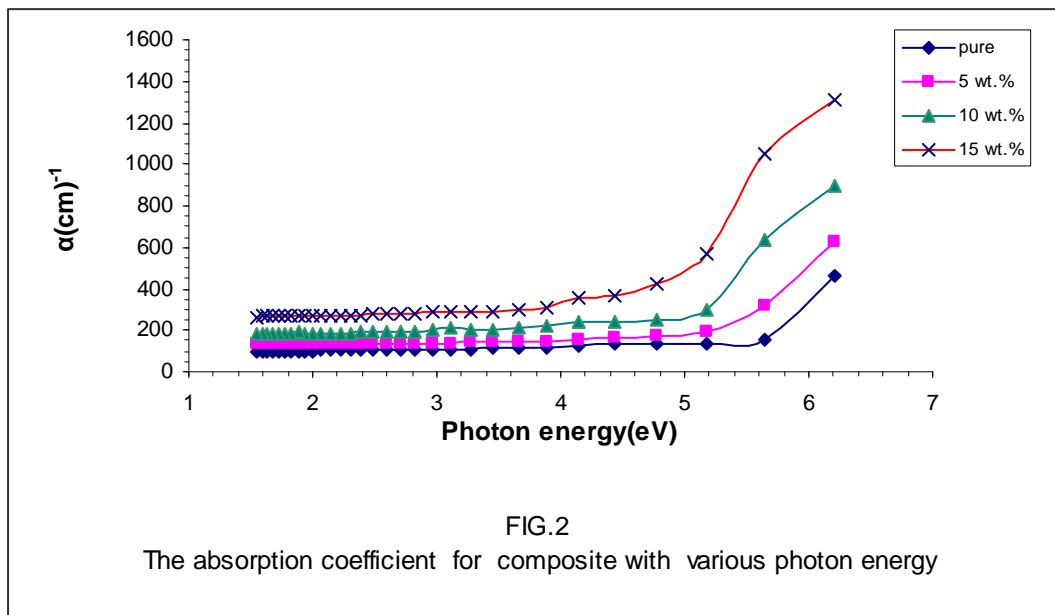 1600
1400
1200
1000
800
600
400
200
0
α(cm)-1
1 2 3 4 5 6 7
Photon energy(eV)
pure
5 wt.%
10 wt.%
15 wt.%
FIG.2
The absorption coefficient for composite with various photon energy